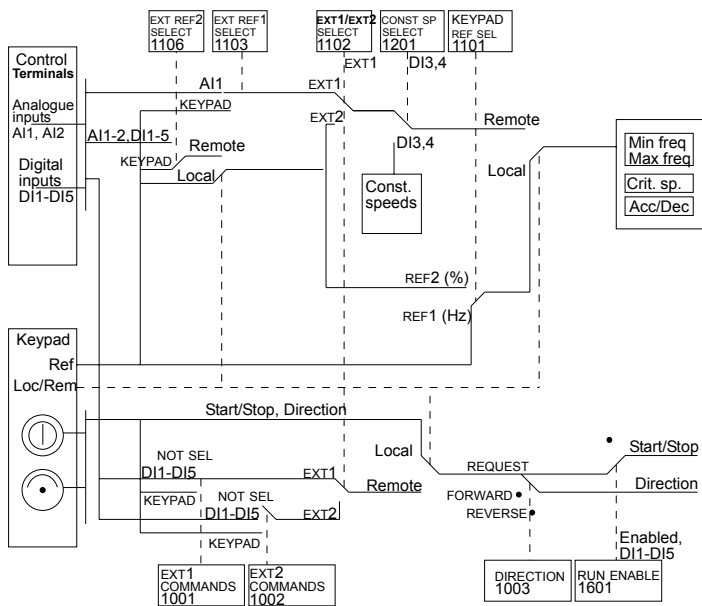 EXT REF2
SELECT
1106
EXT REF1
SELECT
1103
EXT1/EXT2
SELECT
1102
CONST SP
SELECT
1201
KEYPAD
REF SEL
1101
Control
Terminals
Analogue
inputs
AI1, AI2
Digital
inputs
DI1-DI5
AI1
KEYPAD
AI1-2,DI1-5
KEYPAD
Remote
Local
EXT1
EXT1
EXT2
DI3,4
Remote
DI3,4
Const.
speeds
Local
Min freq
Max freq
Crit. sp.
Acc/Dec
REF2 (%)
REF1 (Hz)
Keypad
Ref
Loc/Rem
Start/Stop, Direction
NOT SEL
DI1-DI5
KEYPAD
NOT SEL
DI1-DI5
KEYPAD
EXT1
EXT2
Remote
Local
REQUEST
FORWARD
REVERSE
Start/Stop
Direction
Enabled,
DI1-DI5
EXT1
COMMANDS
1001
EXT2
COMMANDS
1002
DIRECTION
1003
RUN ENABLE
1601